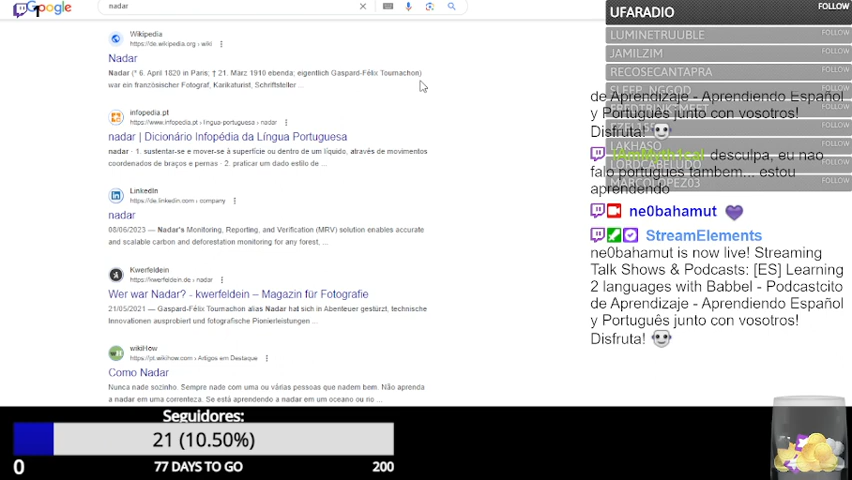 Google
nadar
Wikipedia
https://de.wikipedia.org › wiki
Nadar
Nadar (* 6. April 1820 in Paris; † 21. März 1910 ebenda; eigentlich Gaspard-Félix Tournachon)
war ein französischer Fotograf, Karikaturist, Schriftsteller ...
infopedia.pt
https://www.infopedia.pt › lingua-portuguesa › nadar
nadar | Dicionário Infopédia da Língua Portuguesa
nadar · 1. sustentar-se e mover-se à superfície ou dentro de um líquido, através de movimentos
coordenados de braços e pernas · 2. praticar um dado estilo de ...
LinkedIn
https://de.linkedin.com › company
nadar
08/06/2023 — Nadar's Monitoring, Reporting, and Verification (MRV) solution enables accurate
and scalable carbon and deforestation monitoring for any forest, ...
Kwerfeldein
https://kwerfeldein.de › nadar
Wer war Nadar? - kwerfeldein – Magazin für Fotografie
21/05/2021 — Gaspard-Félix Tournachon alias Nadar hat sich in Abenteuer gestürzt, technische
Innovationen ausprobiert und fotografische Pionierleistungen ...
wikiHow
https://pt.wikihow.com › Artigos em Destaque
Como Nadar
Nunca nade sozinho. Sempre nade com uma ou várias pessoas que nadem bem. Não aprenda
a nadar em uma correnteza. Se está aprendendo a nadar em um oceano ou no ...
UFARADIO FOLLOW
LUMINETRUUBLE FOLLOW
JAMILZIM FOLLOW
RECOSECANTAPRA FOLLOW
FOLLOW
de Aprendizaje - Aprendiendo Español
FOLLOW
y Português junto con vosotros!
FOLLOW
Disfruta!
LAKHASO FOLLOW
desculpa, eu nao
LORDCABELUDO FOLLOW
falo portugues tambem... estou
MARCOLOPEZ03 FOLLOW
aprendendo
ne0bahamut
StreamElements
ne0bahamut is now live! Streaming
Talk Shows & Podcasts: [ES] Learning
2 languages with Babbel - Podcastcito
de Aprendizaje - Aprendiendo Español
y Português junto con vosotros!
Disfruta!
Seguidores:
21 (10.50%)
0 77 DAYS TO GO 200